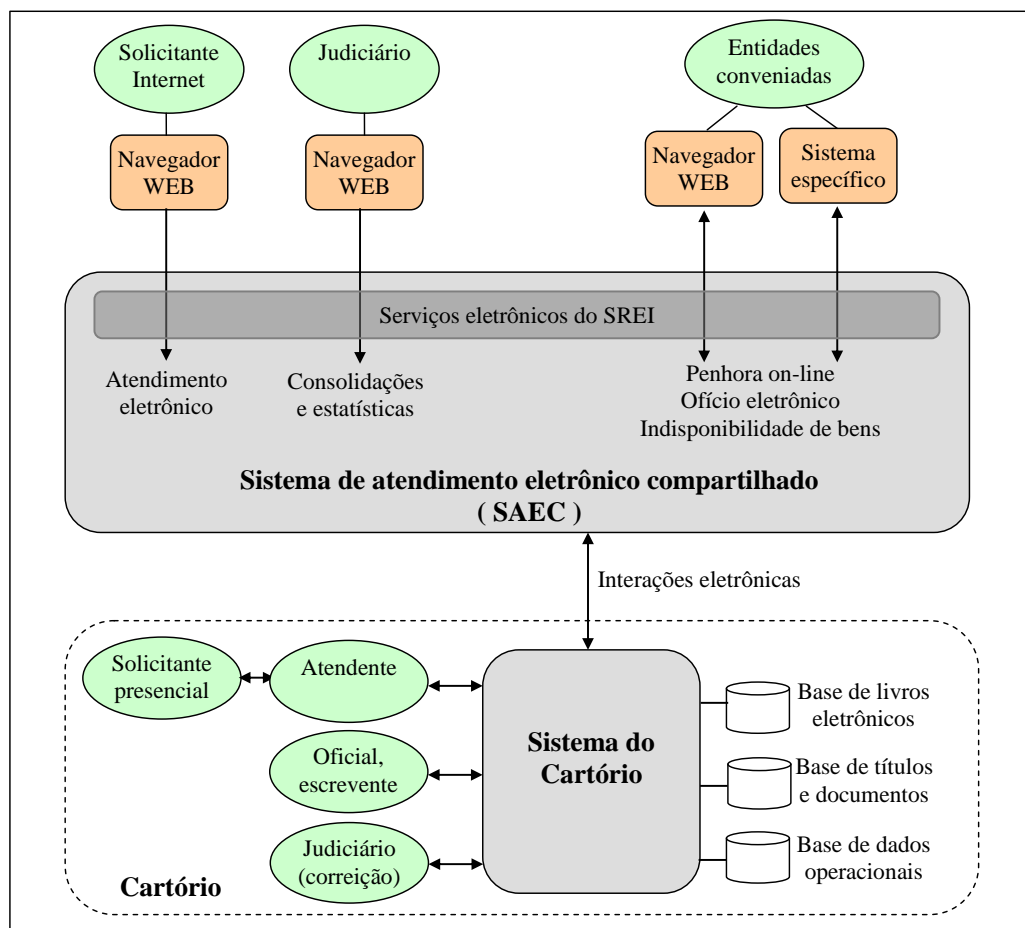 Solicitante
Internet
Judiciário
Entidades
conveniadas
Navegador
WEB
Navegador
WEB
Navegador
WEB
Sistema
específico
Serviços eletrônicos do SREI
Atendimento
eletrônico
Consolidações
e estatísticas
Penhora on-line
Ofício eletrônico
Indisponibilidade de bens
Sistema de atendimento eletrônico compartilhado
( SAEC )
Interações eletrônicas
Solicitante
presencial
Atendente
Oficial,
escrevente
Judiciário
(correição)
Cartório
Sistema do
Cartório
Base de livros
eletrônicos
Base de títulos
e documentos
Base de dados
operacionais